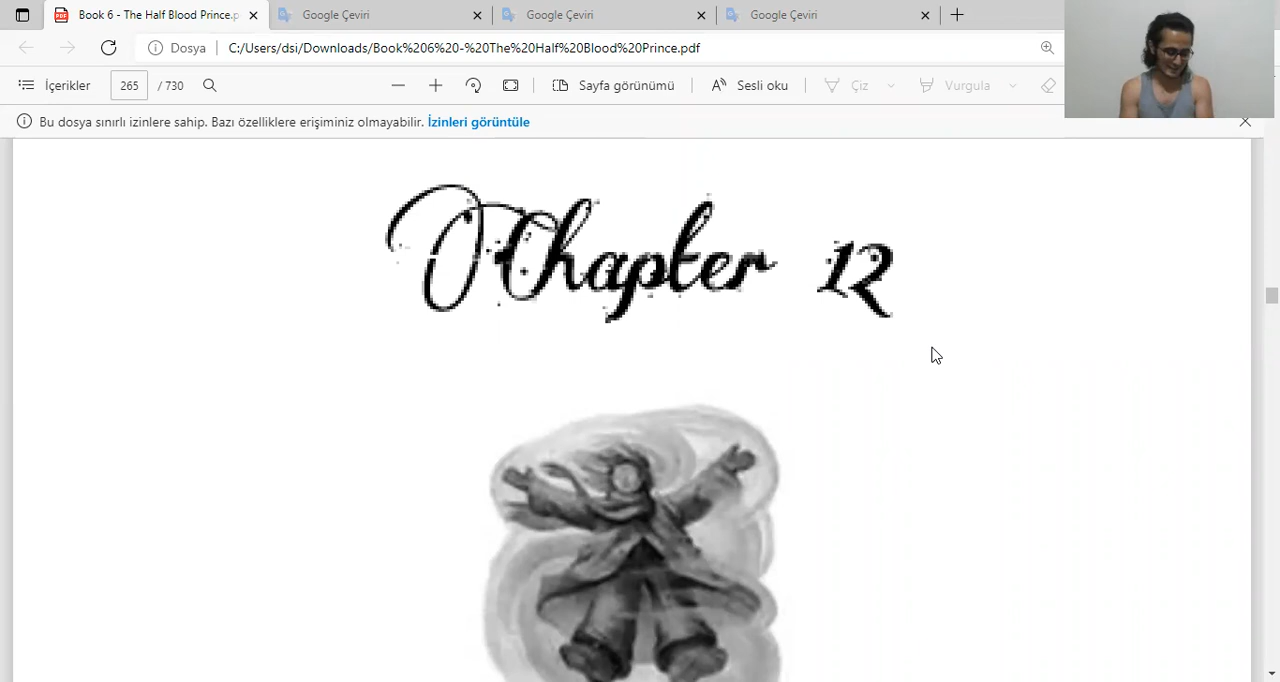 Book 6 - The Half Blood Prince.p
Google Çeviri
Google Çeviri
Google Çeviri
Dosya
C:/Users/dsi/Downloads/Book%206%20-%20The%20Half%20Blood%20Prince.pdf
İçerikler
265
/ 730
Sayfa görünümü
Sesli oku
Çiz
Vurgula
Bu dosya sınırlı izinlere sahip. Bazı özelliklere erişiminiz olmayabilir. İzinleri görüntüle
Chapter 12